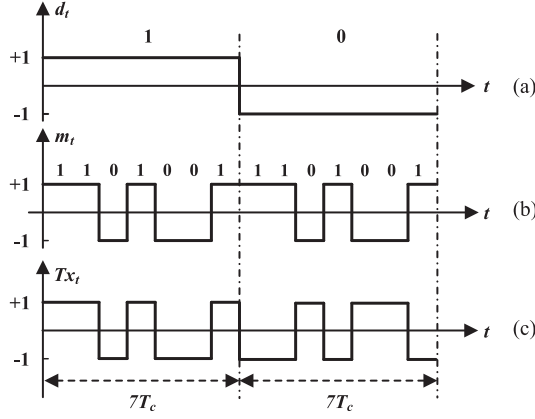 d_t
1 0
+1
t (a)
-1
m_t
1 1 0 1 0 0 1 1 1 0 1 0 0 1
+1
t (b)
-1
Tx_t
+1
t (c)
-1
7T_c 7T_c